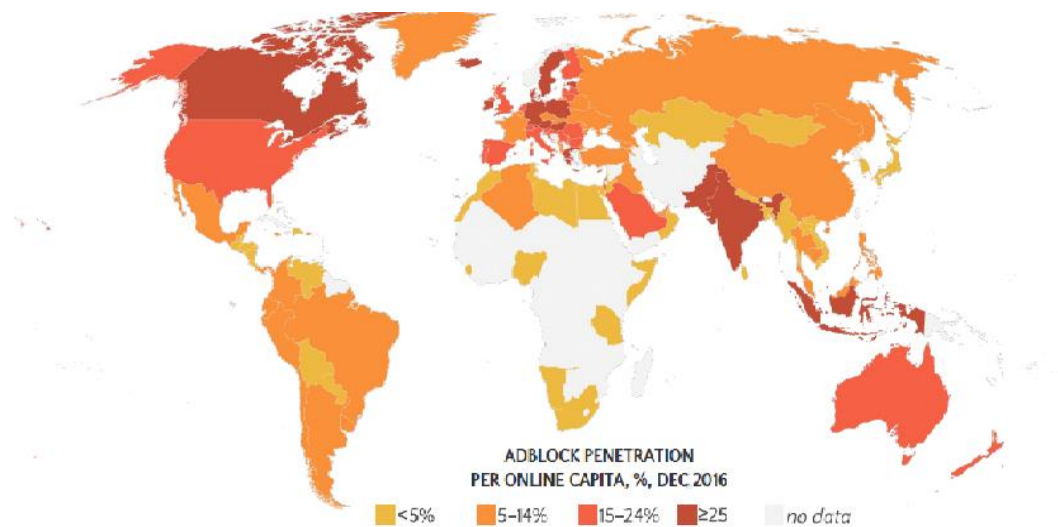 ADBLOCK PENETRATION
PER ONLINE CAPITA, %, DEC 2016
<5% 5–14% 15–24% ≥25 no data